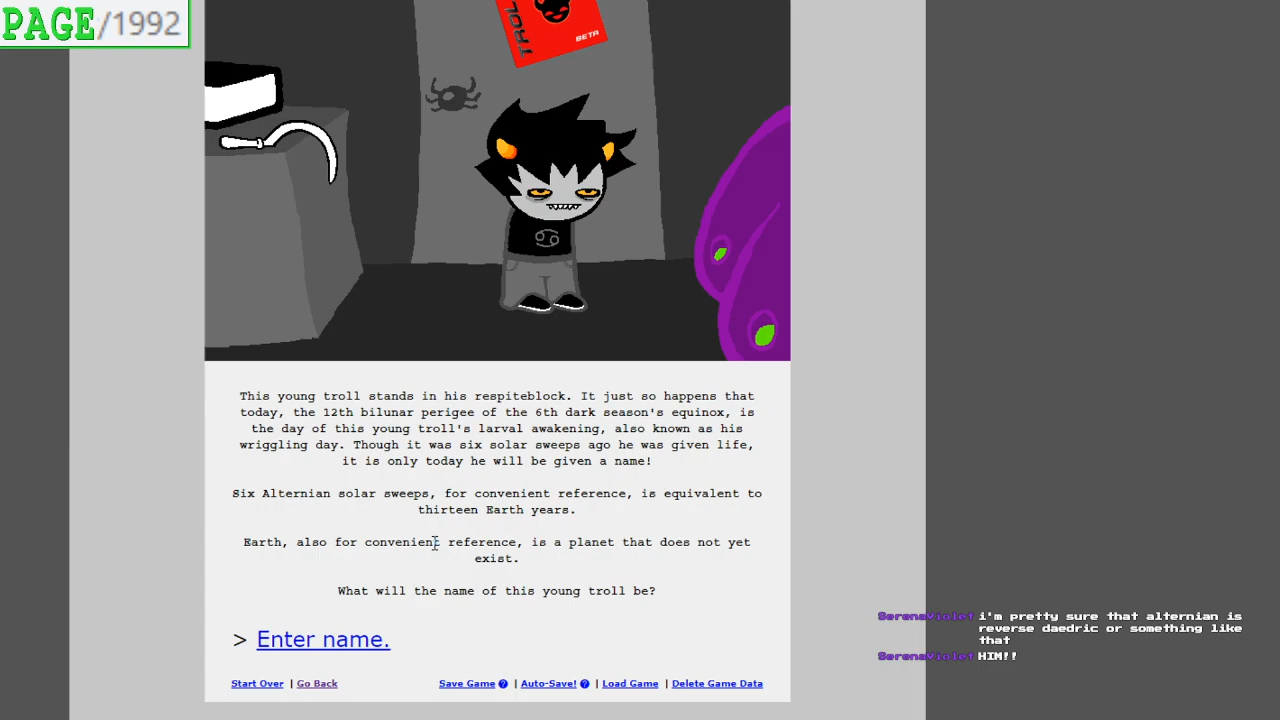 PAGE/1992
TROL
BETA
This young troll stands in his respiteblock. It just so happens that
today, the 12th bilunar perigee of the 6th dark season's equinox, is
the day of this young troll's larval awakening, also known as his
wriggling day. Though it was six solar sweeps ago he was given life,
it is only today he will be given a name!
Six Alternian solar sweeps, for convenient reference, is equivalent to
thirteen Earth years.
Earth, also for convenient reference, is a planet that does not yet
exist.
What will the name of this young troll be?
> Enter name.
Start Over | Go Back Save Game ? | Auto-Save! ? | Load Game | Delete Game Data
SerenaViolet i'm pretty sure that alternian is
reverse daedric or something like
that
SerenaViolet HIM!!